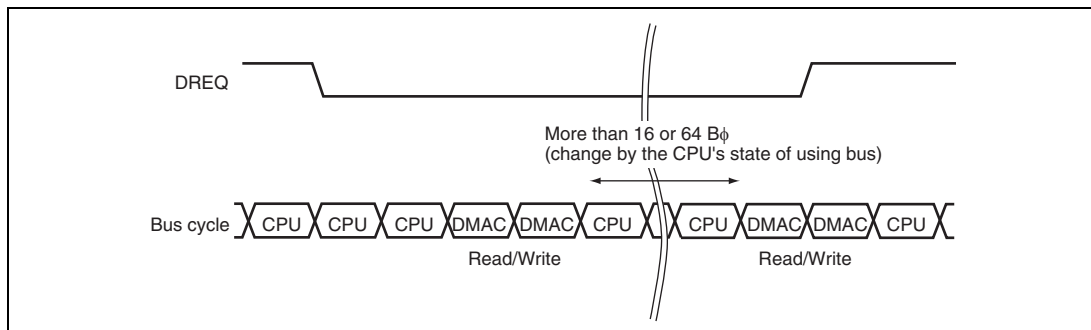 DREQ
More than 16 or 64 Bϕ
(change by the CPU's state of using bus)
Bus cycle CPU CPU CPU DMAC DMAC CPU CPU DMAC DMAC CPU
Read/Write Read/Write